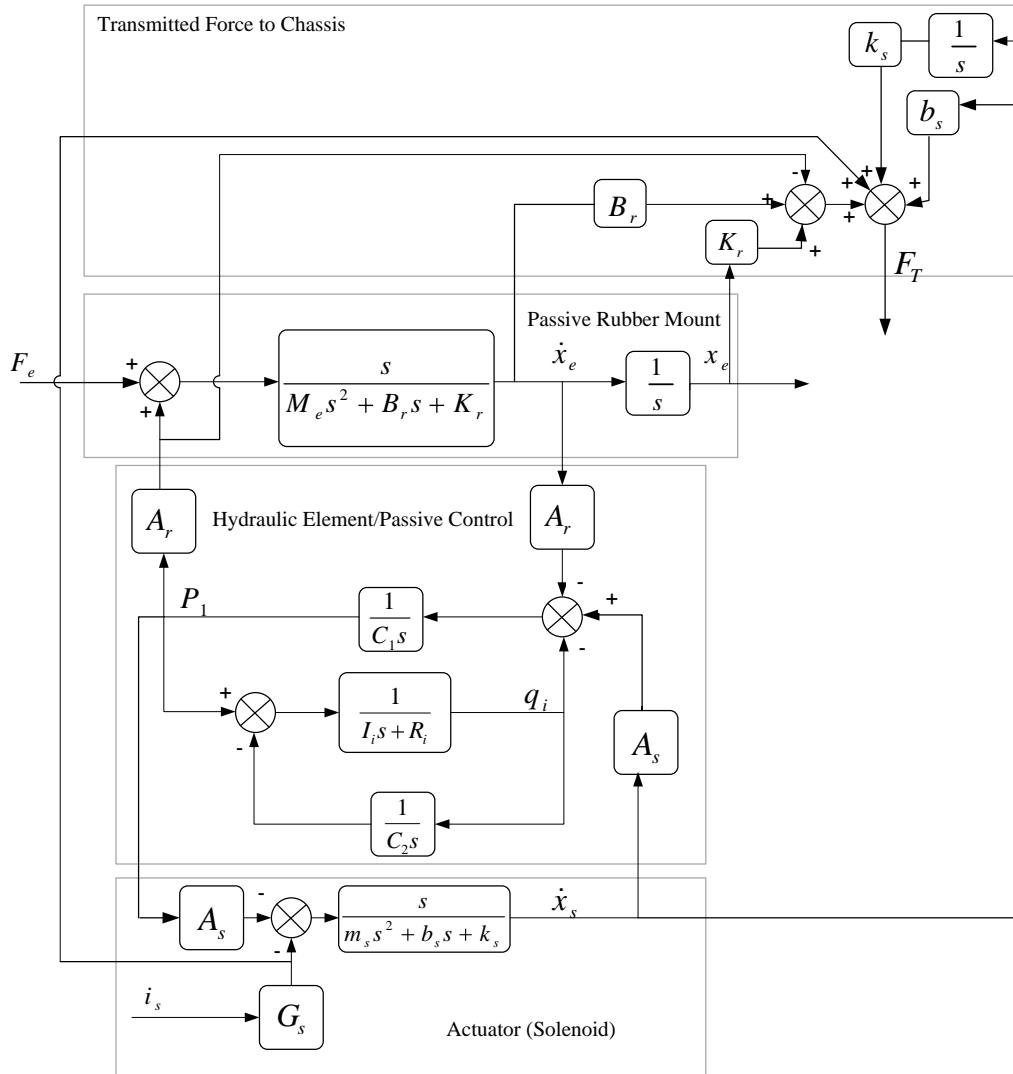 Transmitted Force to Chassis
k_s
1/s
b_s
-
+
+
+
B_r
+
+
+
K_r
+
F_T
Passive Rubber Mount
F_e
+
+
s/(M_e s^2 + B_r s + K_r)
ẋ_e
1/s
x_e
A_r
Hydraulic Element/Passive Control
A_r
-
+
-
P_1
1/(C_1 s)
+
-
1/(I_i s + R_i)
q_i
A_s
1/(C_2 s)
A_s
-
-
s/(m_s s^2 + b_s s + k_s)
ẋ_s
i_s
G_s
Actuator (Solenoid)